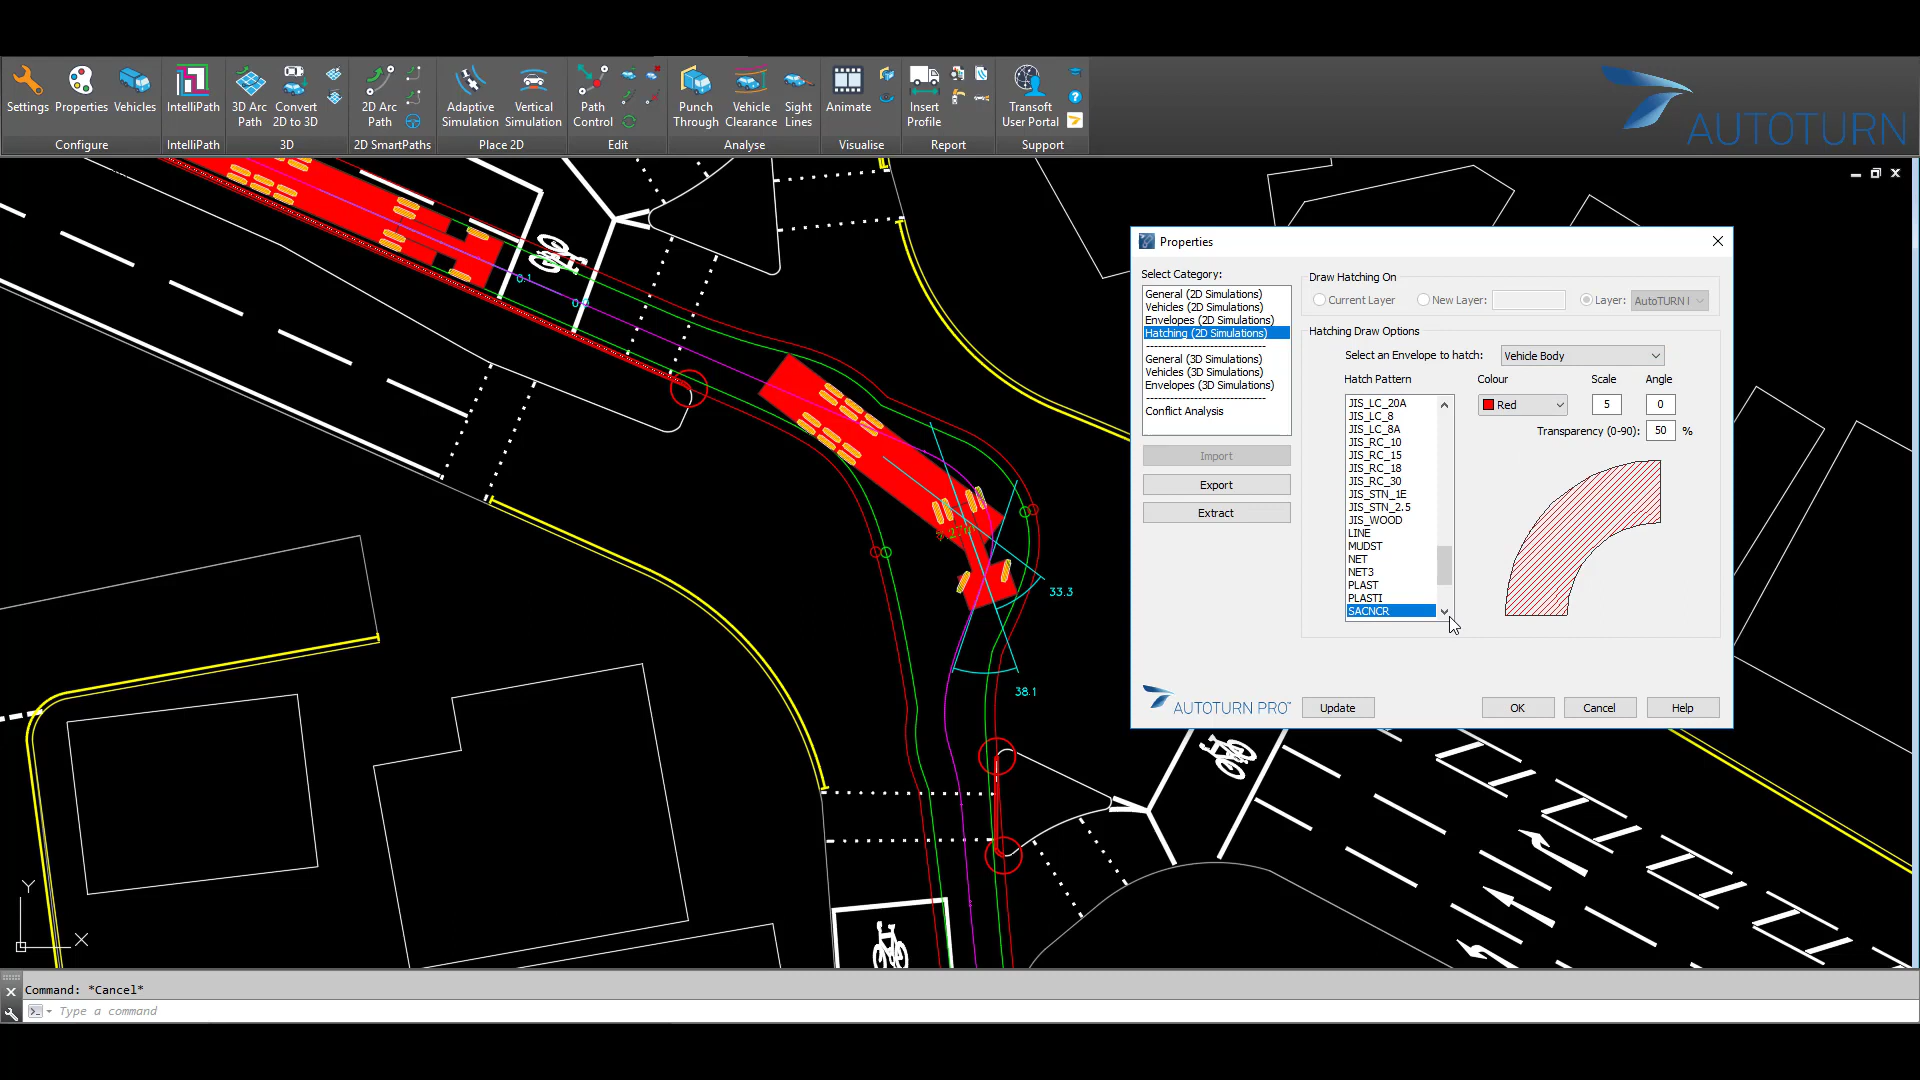 Settings
Properties
Vehicles
IntelliPath
3D Arc
Path
Convert
2D to 3D
2D Arc
Path
Adaptive
Simulation
Vertical
Simulation
Path
Control
Punch
Through
Vehicle
Clearance
Sight
Lines
Animate
Insert
Profile
Transoft
User Portal
Configure
IntelliPath
3D
2D SmartPaths
Place 2D
Edit
Analyse
Visualise
Report
Support
AUTOTURN
Properties
Select Category:
General (2D Simulations)
Vehicles (2D Simulations)
Envelopes (2D Simulations)
Hatching (2D Simulations)
General (3D Simulations)
Vehicles (3D Simulations)
Envelopes (3D Simulations)
Conflict Analysis
Import
Export
Extract
Draw Hatching On
Current Layer
New Layer:
Layer:
Hatching Draw Options
Select an Envelope to hatch:
Vehicle Body
Hatch Pattern
Colour
Scale
Angle
JIS_LC_20A
JIS_LC_8
JIS_LC_8A
JIS_RC_10
JIS_RC_15
JIS_RC_18
JIS_RC_30
JIS_STN_1E
JIS_STN_2.5
JIS_WOOD
LINE
MUDST
NET
NET3
PLAST
PLASTI
SACNCR
Red
5
0
Transparency (0-90):
50
%
AUTOTURN PRO™
Update
OK
Cancel
Help
0.1
33.3
38.1
Y
X
Command: *Cancel*
Type a command